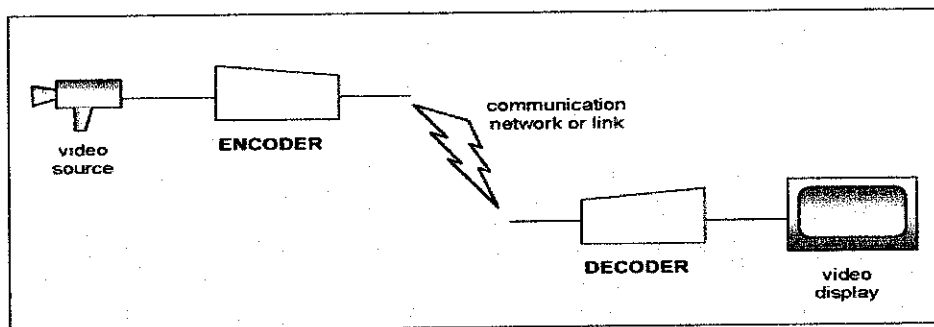 video
source
ENCODER
communication
network or link
DECODER
video
display